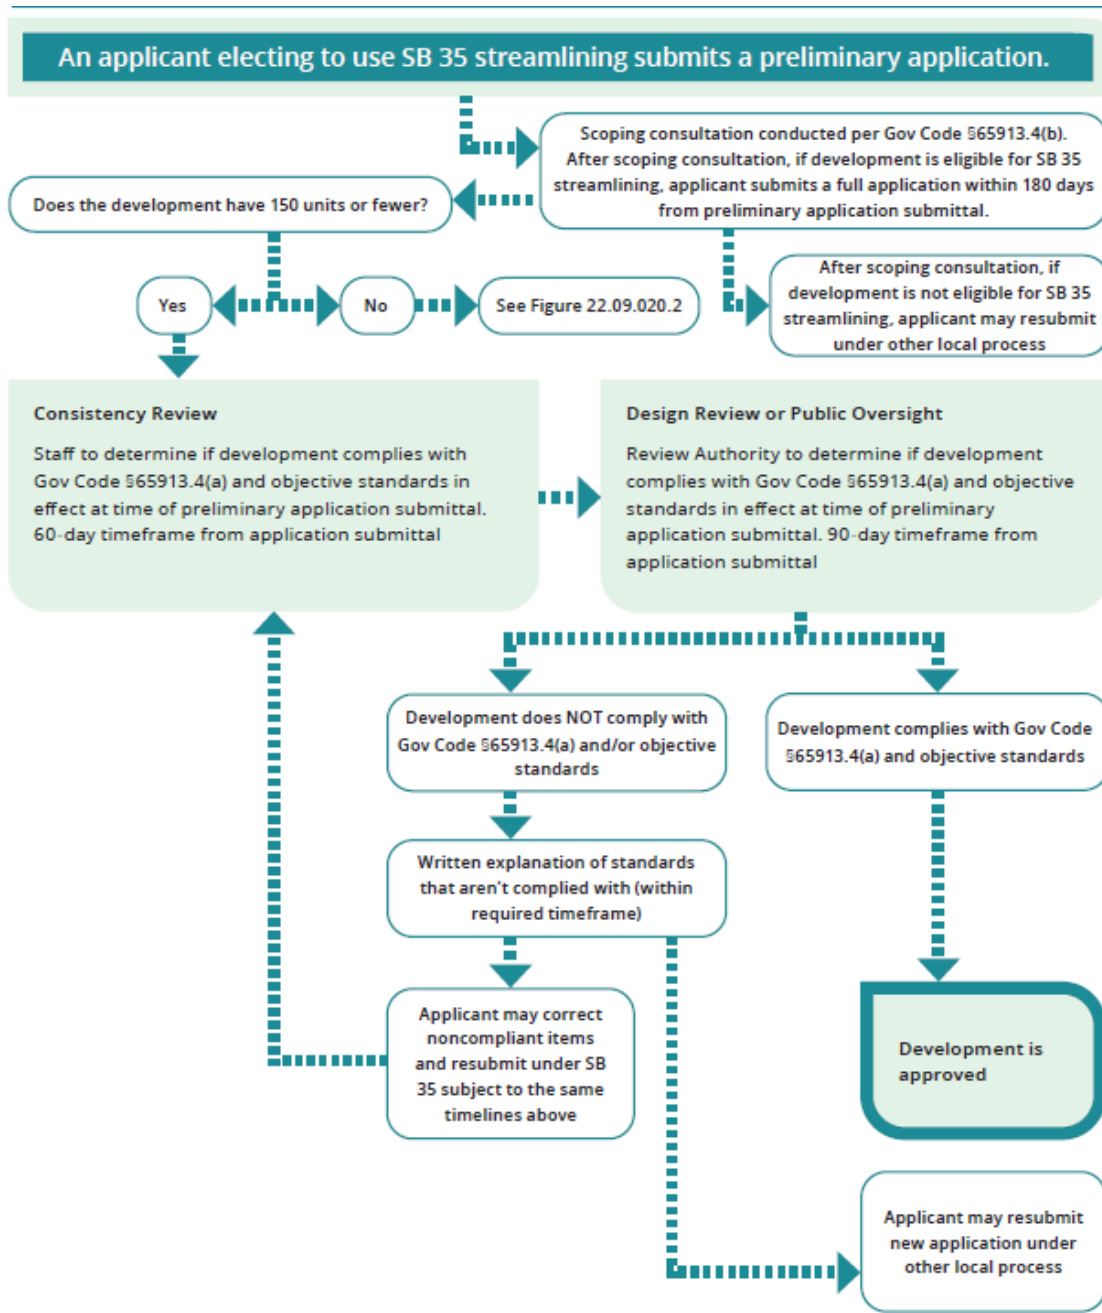 An applicant electing to use SB 35 streamlining submits a preliminary application.
Scoping consultation conducted per Gov Code §65913.4(b).
After scoping consultation, if development is eligible for SB 35
streamlining, applicant submits a full application within 180 days
from preliminary application submittal.
Does the development have 150 units or fewer?
After scoping consultation, if
development is not eligible for SB 35
streamlining, applicant may resubmit
under other local process
Yes
No
See Figure 22.09.020.2
Consistency Review
Staff to determine if development complies with
Gov Code §65913.4(a) and objective standards in
effect at time of preliminary application submittal.
60-day timeframe from application submittal
Design Review or Public Oversight
Review Authority to determine if development
complies with Gov Code §65913.4(a) and objective
standards in effect at time of preliminary
application submittal. 90-day timeframe from
application submittal
Development does NOT comply with
Gov Code §65913.4(a) and/or objective
standards
Development complies with Gov Code
§65913.4(a) and objective standards
Written explanation of standards
that aren't complied with (within
required timeframe)
Applicant may correct
noncompliant items
and resubmit under SB
35 subject to the same
timelines above
Development is
approved
Applicant may resubmit
new application under
other local process